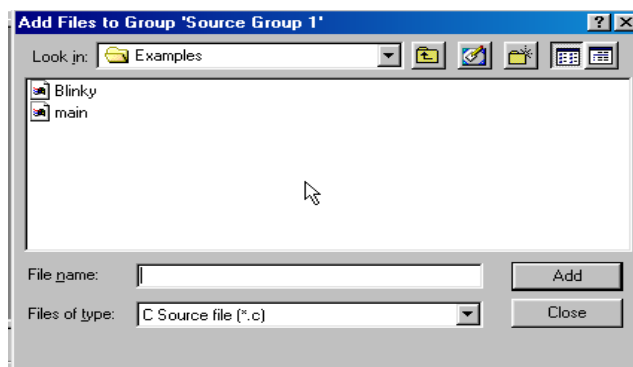 Add Files to Group 'Source Group 1'
Look in: Examples
Blinky
main
File name:
Add
Files of type: C Source file (*.c)
Close